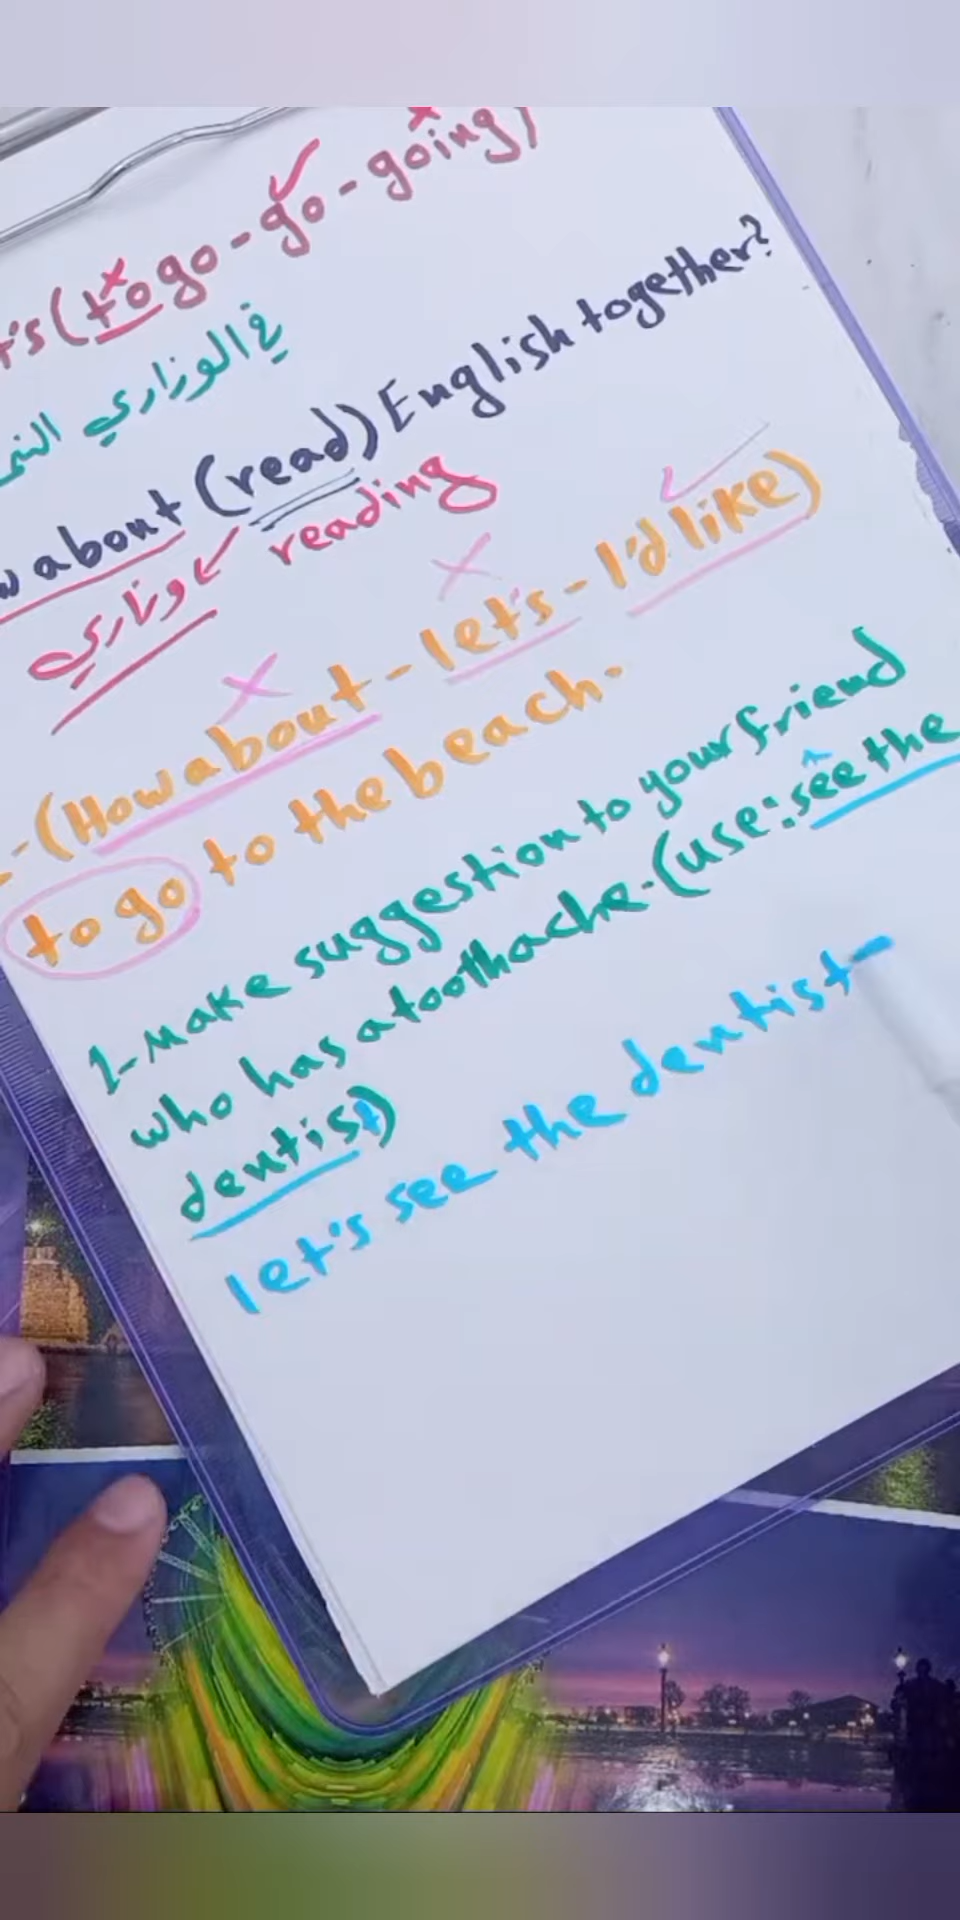 t's (to go - go - going)
في الوزاري
w about (read) English together?
وزاري reading
- (How about - let's - I'd like)
to go to the beach.
1- Make suggestion to your friend
who has a toothache. (use: see the
dentist)
let's see the dentist